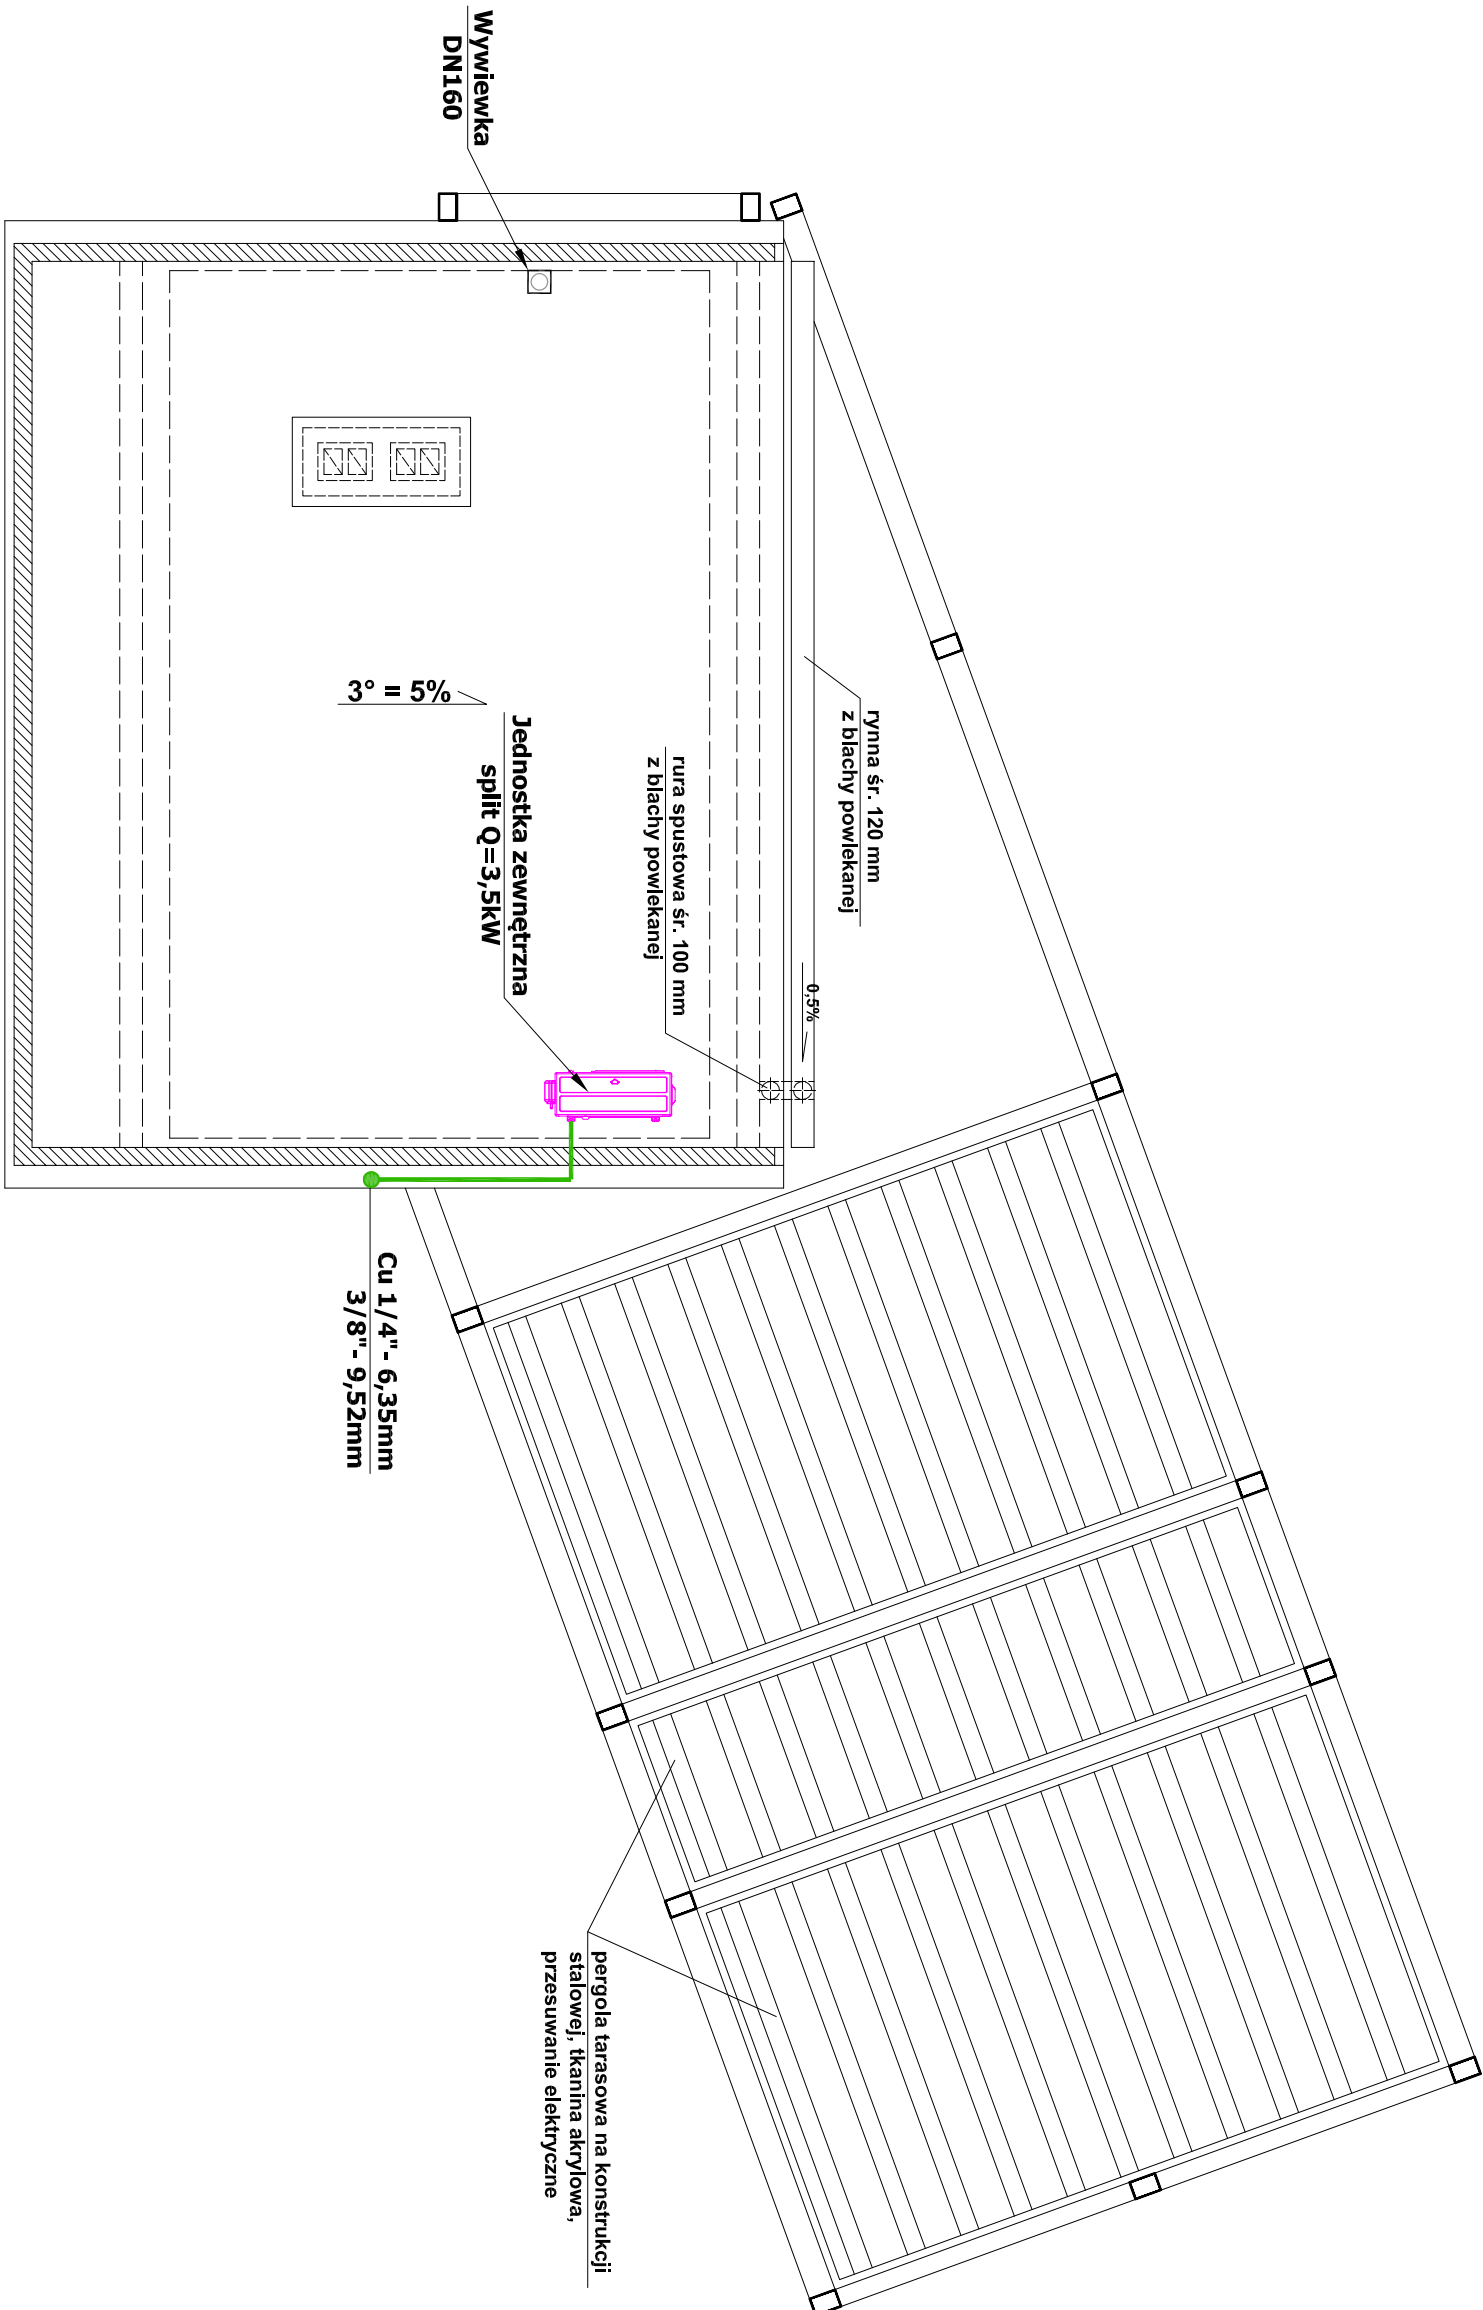 Wywiewka
DN160
rynna śr. 120 mm
z blachy powlekanej
3° = 5%
rura spustowa śr. 100 mm
z blachy powlekanej
Jednostka zewnętrzna
split Q=3,5kW
0,5%
Cu 1/4"- 6,35mm
3/8"- 9,52mm
pergola tarasowa na konstrukcji
stalowej, tkanina akrylowa,
przesuwanie elektryczne